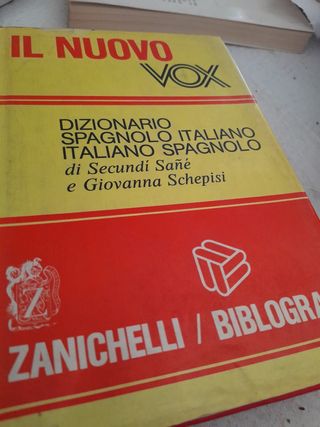 IL NUOVO
VOX
DIZIONARIO
SPAGNOLO ITALIANO
ITALIANO SPAGNOLO
di Secundí Sañé
e Giovanna Schepisi
Z
ZANICHELLI / BIBLOGRA